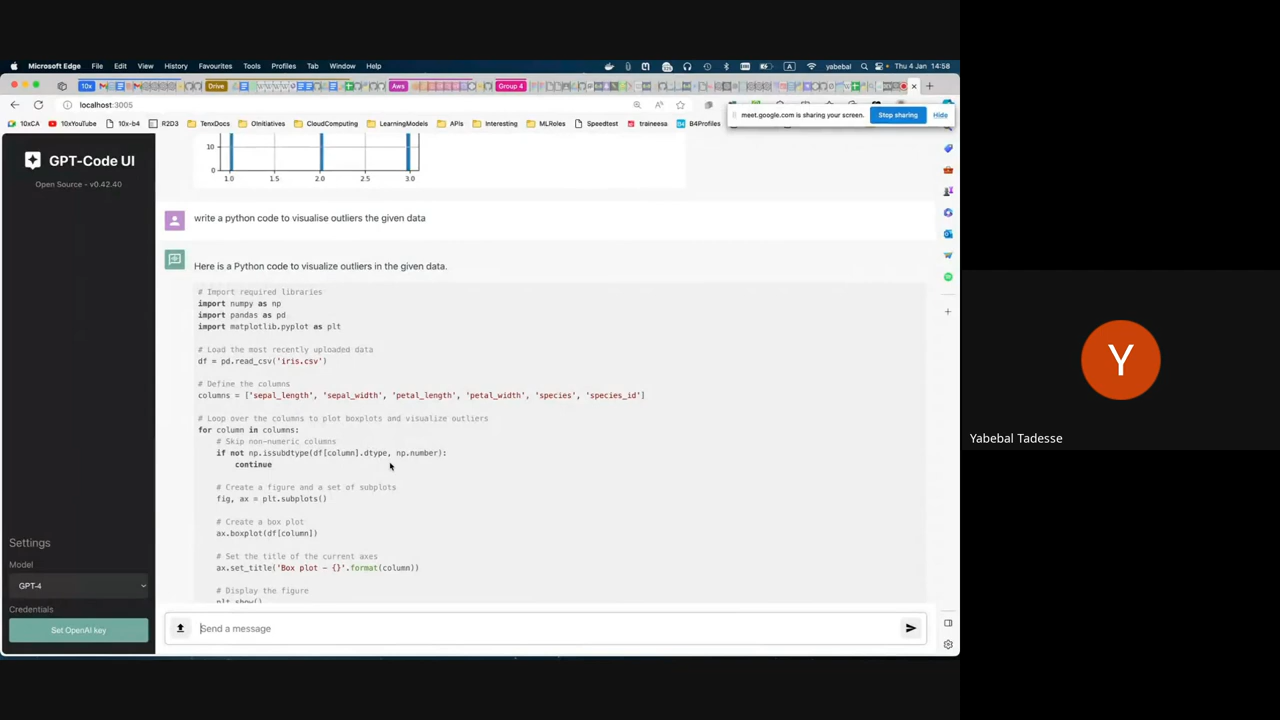 Microsoft Edge File Edit View History Favourites Tools Profiles Tab Window Help
yabebal Thu 4 Jan 14:58
10x Drive Aws Group 4
localhost:3005
meet.google.com is sharing your screen. Stop sharing Hide
10xCA 10xYouTube 10x-b4 R2D3 TenxDocs OInitiatives CloudComputing LearningModels APIs Interesting MLRoles Speedtest traineesa B4Profiles
GPT-Code UI
Open Source - v0.42.40
10
0
1.0 1.5 2.0 2.5 3.0
write a python code to visualise outliers the given data
Here is a Python code to visualize outliers in the given data.
# Import required libraries
import numpy as np
import pandas as pd
import matplotlib.pyplot as plt
# Load the most recently uploaded data
df = pd.read_csv('iris.csv')
# Define the columns
columns = ['sepal_length', 'sepal_width', 'petal_length', 'petal_width', 'species', 'species_id']
# Loop over the columns to plot boxplots and visualize outliers
for column in columns:
# Skip non-numeric columns
if not np.issubdtype(df[column].dtype, np.number):
continue
# Create a figure and a set of subplots
fig, ax = plt.subplots()
# Create a box plot
ax.boxplot(df[column])
# Set the title of the current axes
ax.set_title('Box plot - {}'.format(column))
# Display the figure
plt.show()
Settings
Model
GPT-4
Credentials
Set OpenAI key
Send a message
Y
Yabebal Tadesse